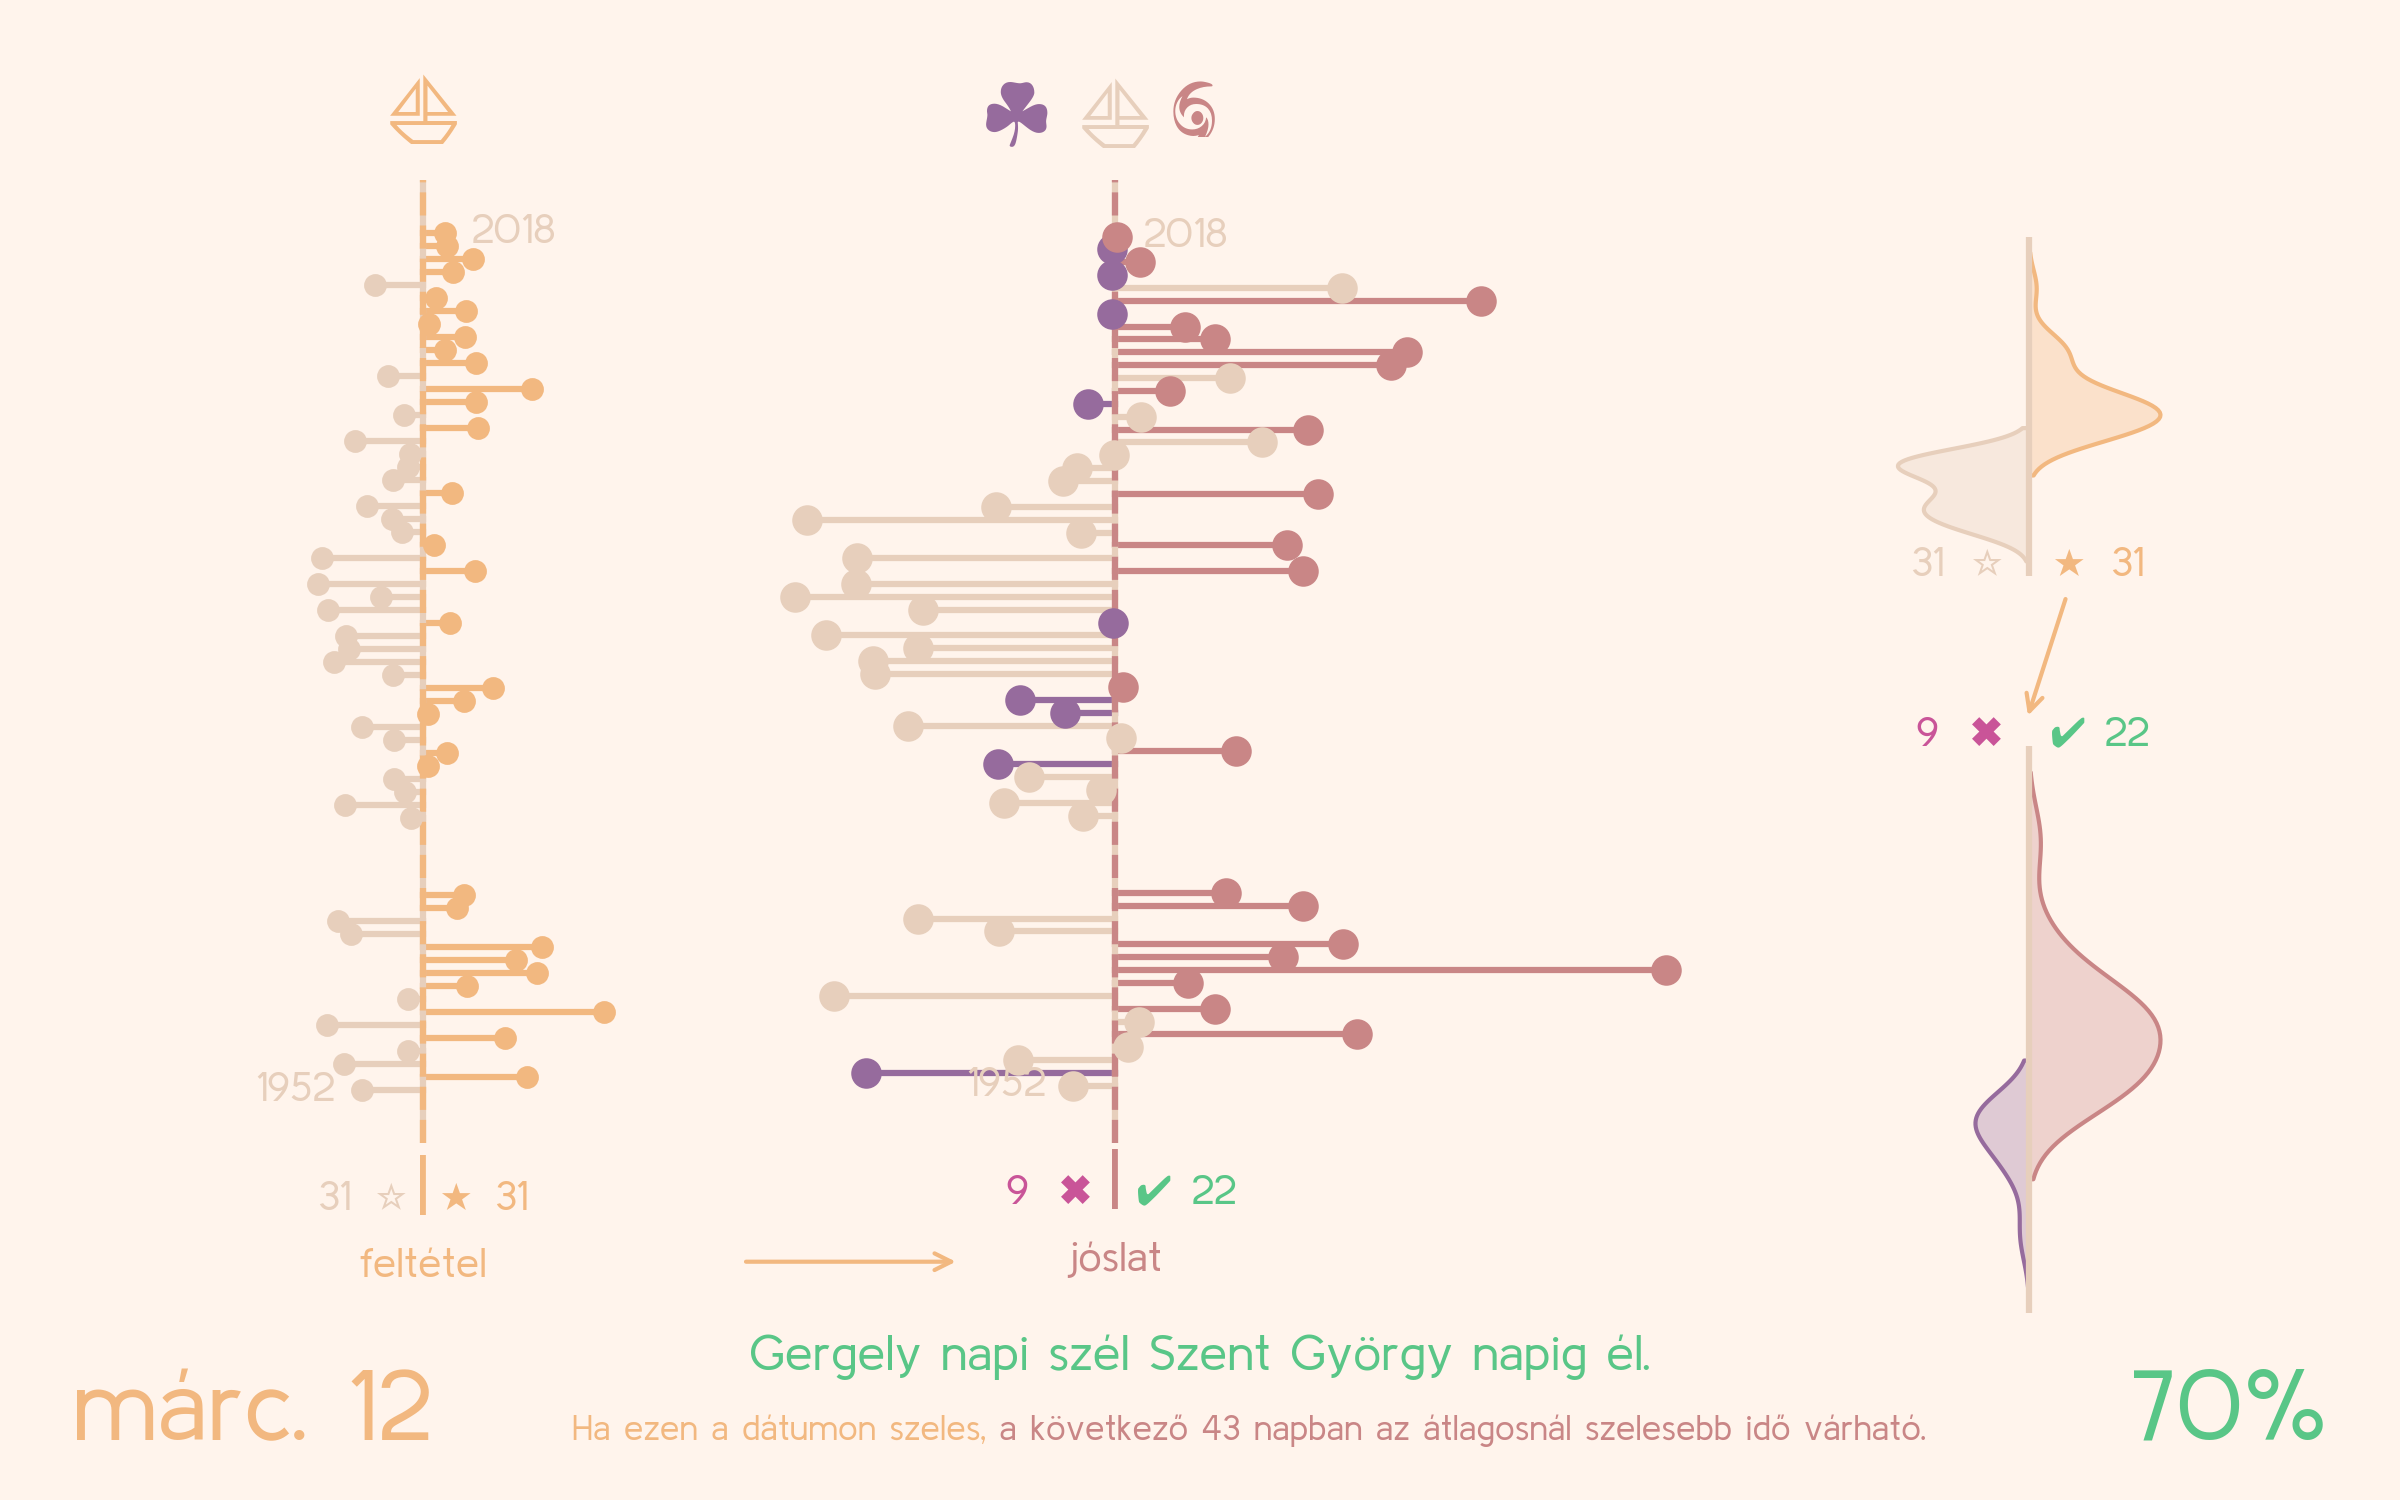 2018
2018
31 ☆ ★ 31
9 ✖ ✔ 22
1952
1952
31 ☆ ★ 31
9 ✖ ✔ 22
feltétel
jóslat
Gergely napi szél Szent György napig él.
márc. 12
Ha ezen a dátumon szeles, a következő 43 napban az átlagosnál szelesebb idő várható.
70%